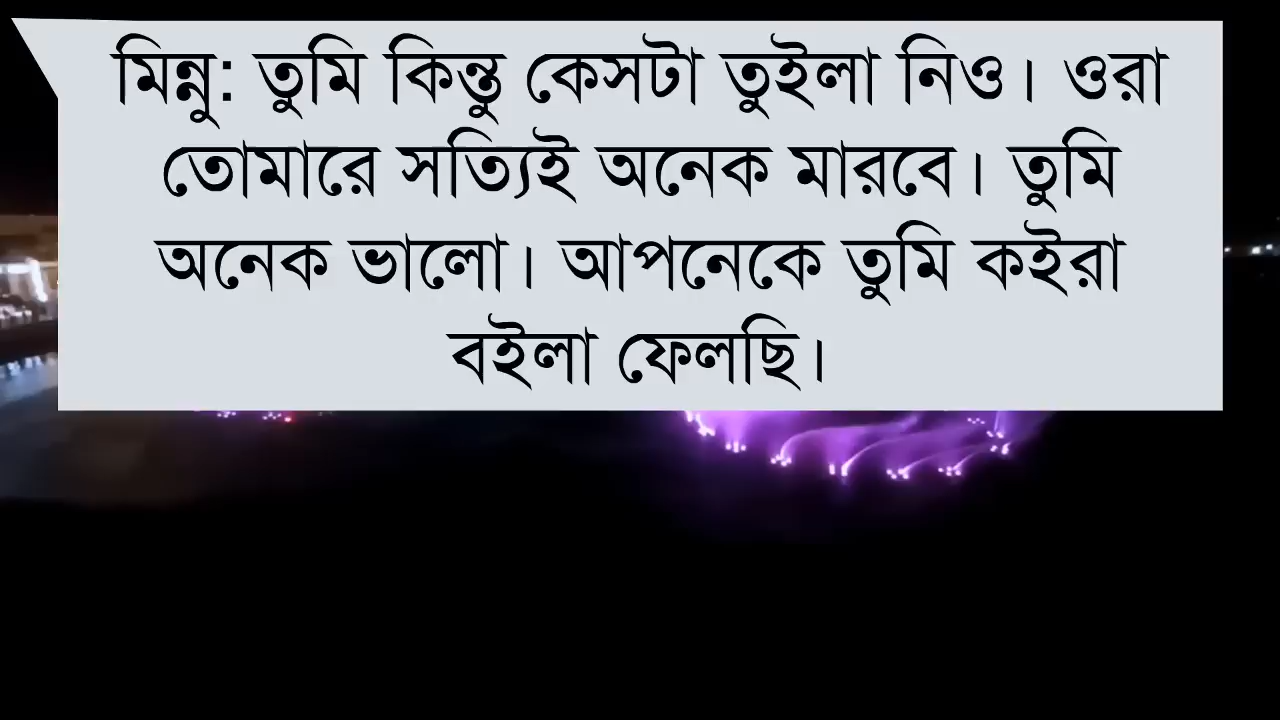 মিন্নু: তুমি কিন্তু কেসটা তুইলা নিও। ওরা
তোমারে সত্যিই অনেক মারবে। তুমি
অনেক ভালো। আপনেকে তুমি কইরা
বইলা ফেলছি।